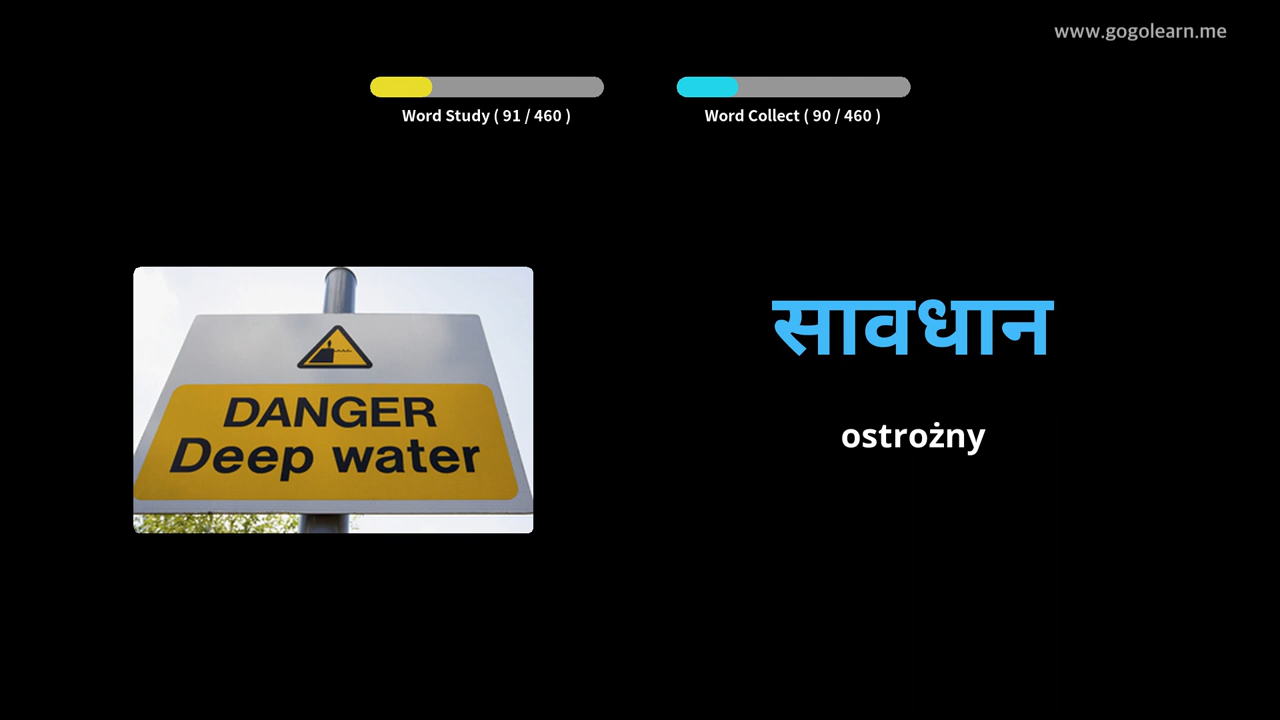 www.gogolearn.me
Word Study ( 91 / 460 )
Word Collect ( 90 / 460 )
DANGER
Deep water
सावधान
ostrożny